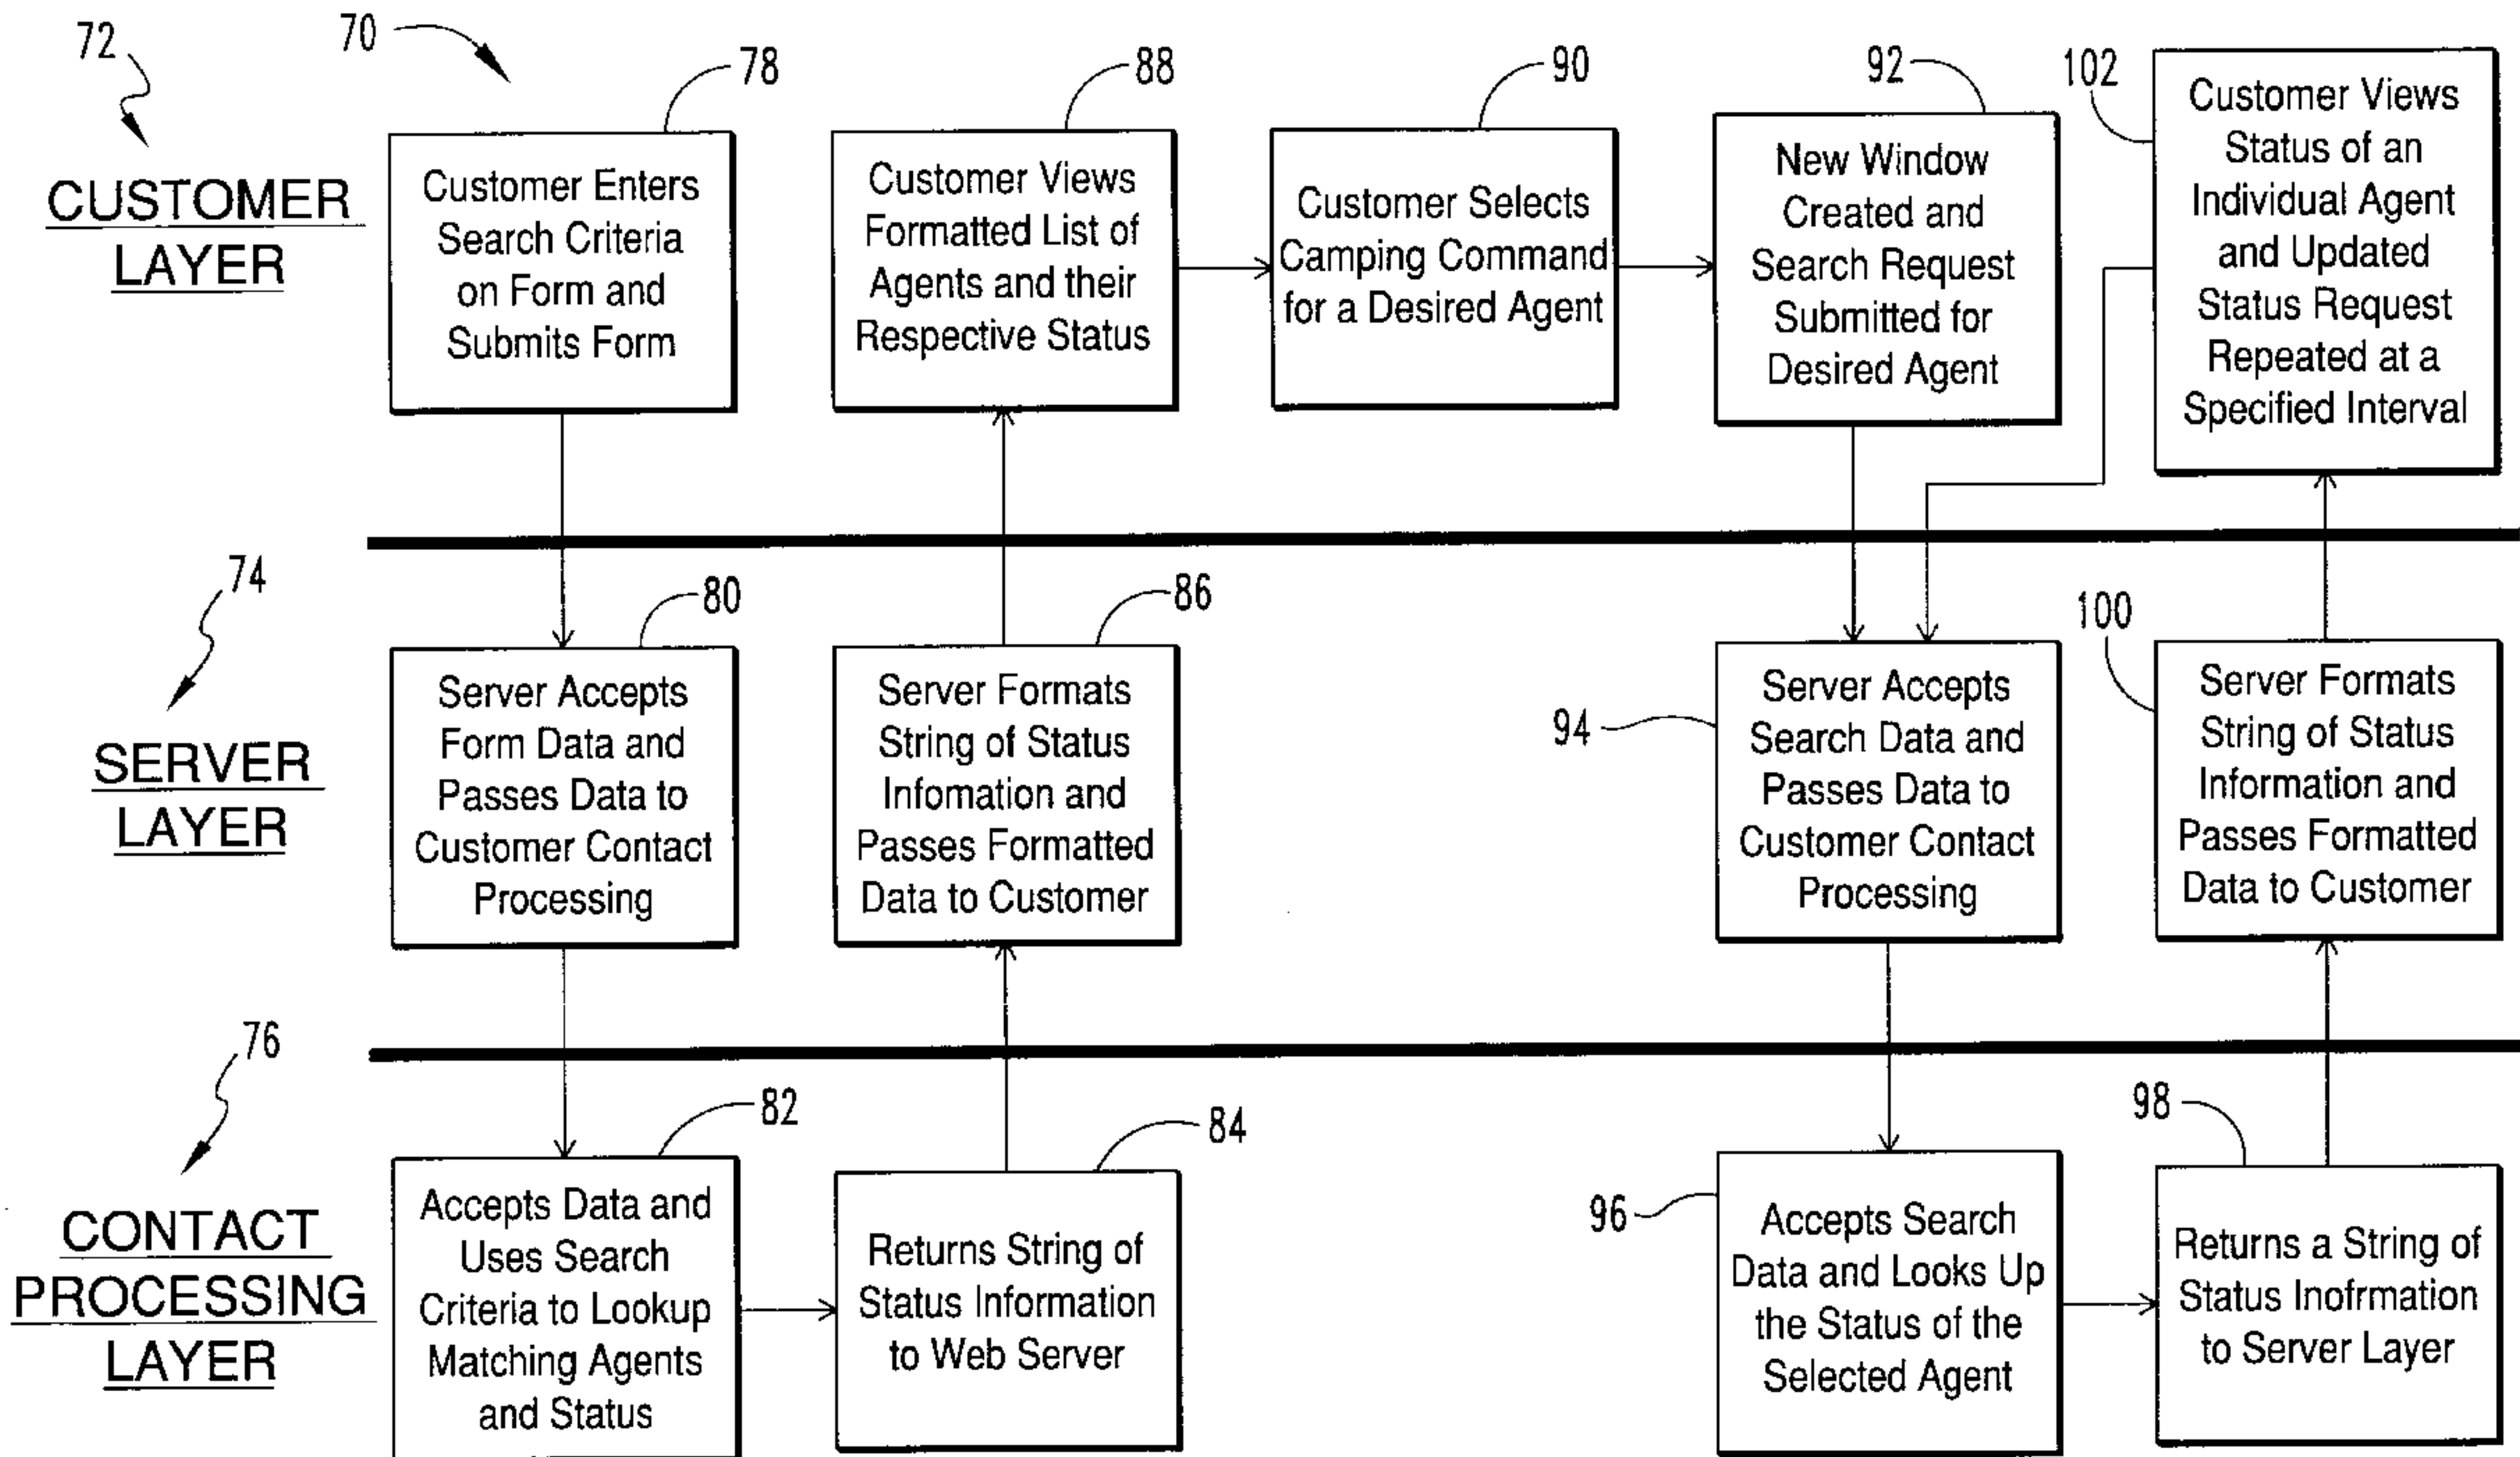 72
70
78
88
90
92
102
CUSTOMER
LAYER
Customer Enters
Search Criteria
on Form and
Submits Form
Customer Views
Formatted List of
Agents and their
Respective Status
Customer Selects
Camping Command
for a Desired Agent
New Window
Created and
Search Request
Submitted for
Desired Agent
Customer Views
Status of an
Individual Agent
and Updated
Status Request
Repeated at a
Specified Interval
74
80
86
94
100
SERVER
LAYER
Server Accepts
Form Data and
Passes Data to
Customer Contact
Processing
Server Formats
String of Status
Infomation and
Passes Formatted
Data to Customer
Server Accepts
Search Data and
Passes Data to
Customer Contact
Processing
Server Formats
String of Status
Information and
Passes Formatted
Data to Customer
76
82
84
96
98
CONTACT
PROCESSING
LAYER
Accepts Data and
Uses Search
Criteria to Lookup
Matching Agents
and Status
Returns String of
Status Information
to Web Server
Accepts Search
Data and Looks Up
the Status of the
Selected Agent
Returns a String of
Status Inofrmation
to Server Layer